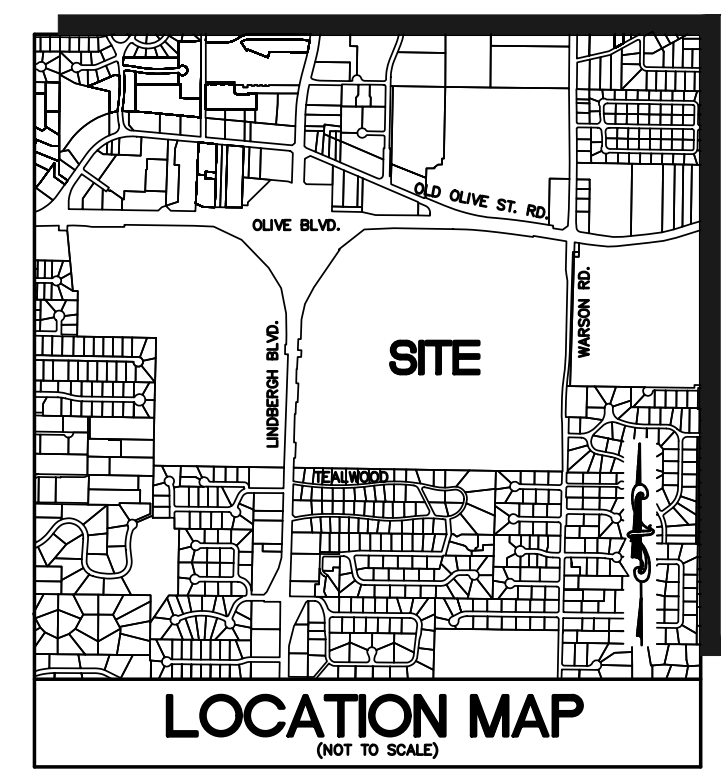 OLD OLIVE ST. RD.
OLIVE BLVD.
WARSON RD.
LINDBERGH BLVD.
SITE
TEALWOOD
LOCATION MAP
(NOT TO SCALE)